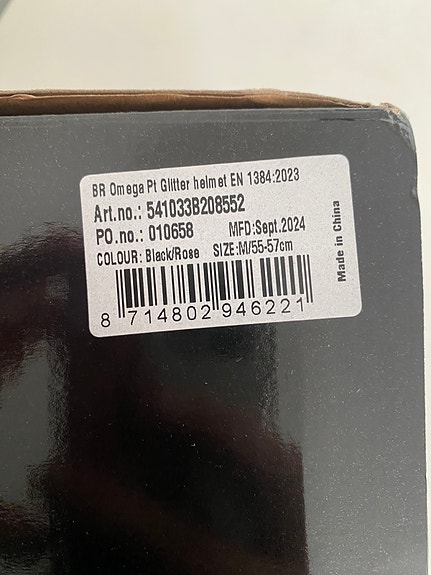 BR Omega Pt Glitter helmet EN 1384:2023
Art.no.: 541033B208552
PO.no.: 010658 MFD:Sept.2024
COLOUR: Black/Rose SIZE:M/55-57cm
8 714802 946221
Made in China